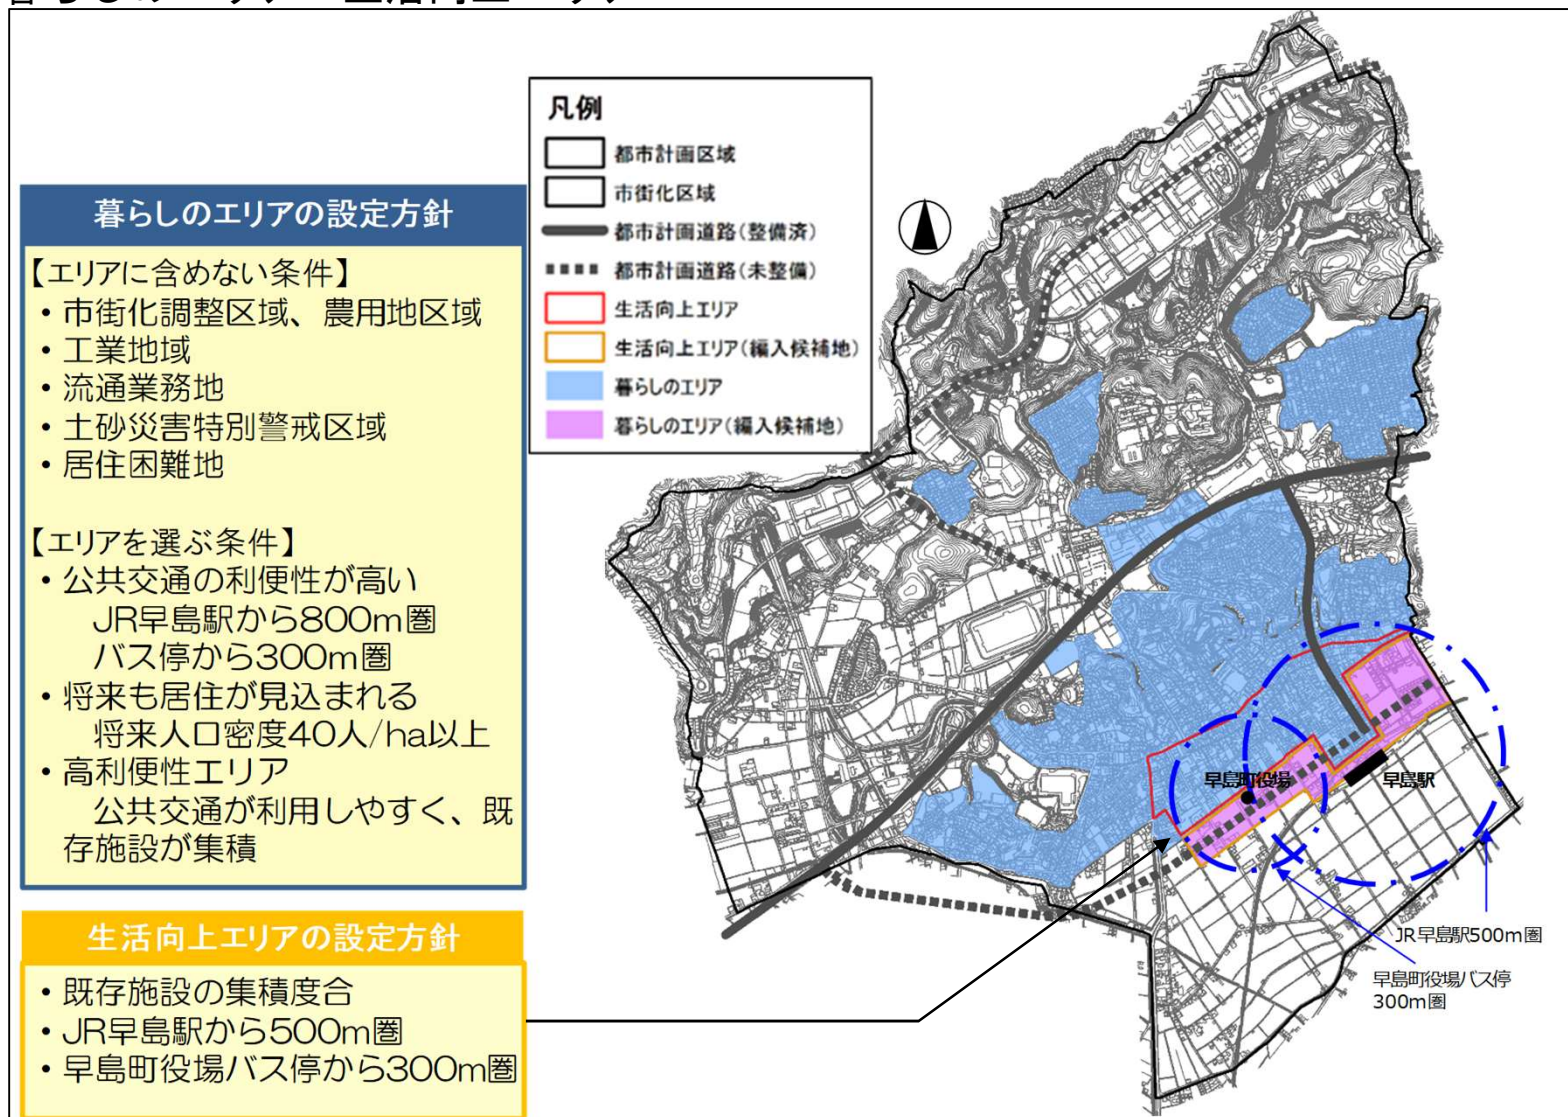 暮らしのエリア・生活向上エリア
凡例
都市計画区域
市街化区域
都市計画道路(整備済)
都市計画道路(未整備)
生活向上エリア
生活向上エリア(編入候補地)
暮らしのエリア
暮らしのエリア(編入候補地)
暮らしのエリアの設定方針
【エリアに含めない条件】
・市街化調整区域、農用地区域
・工業地域
・流通業務地
・土砂災害特別警戒区域
・居住困難地
【エリアを選ぶ条件】
・公共交通の利便性が高い
JR早島駅から800m圏
バス停から300m圏
・将来も居住が見込まれる
将来人口密度40人/ha以上
・高利便性エリア
公共交通が利用しやすく、既
存施設が集積
生活向上エリアの設定方針
・既存施設の集積度合
・JR早島駅から500m圏
・早島町役場バス停から300m圏
早島町役場
早島駅
JR早島駅500m圏
早島町役場バス停
300m圏